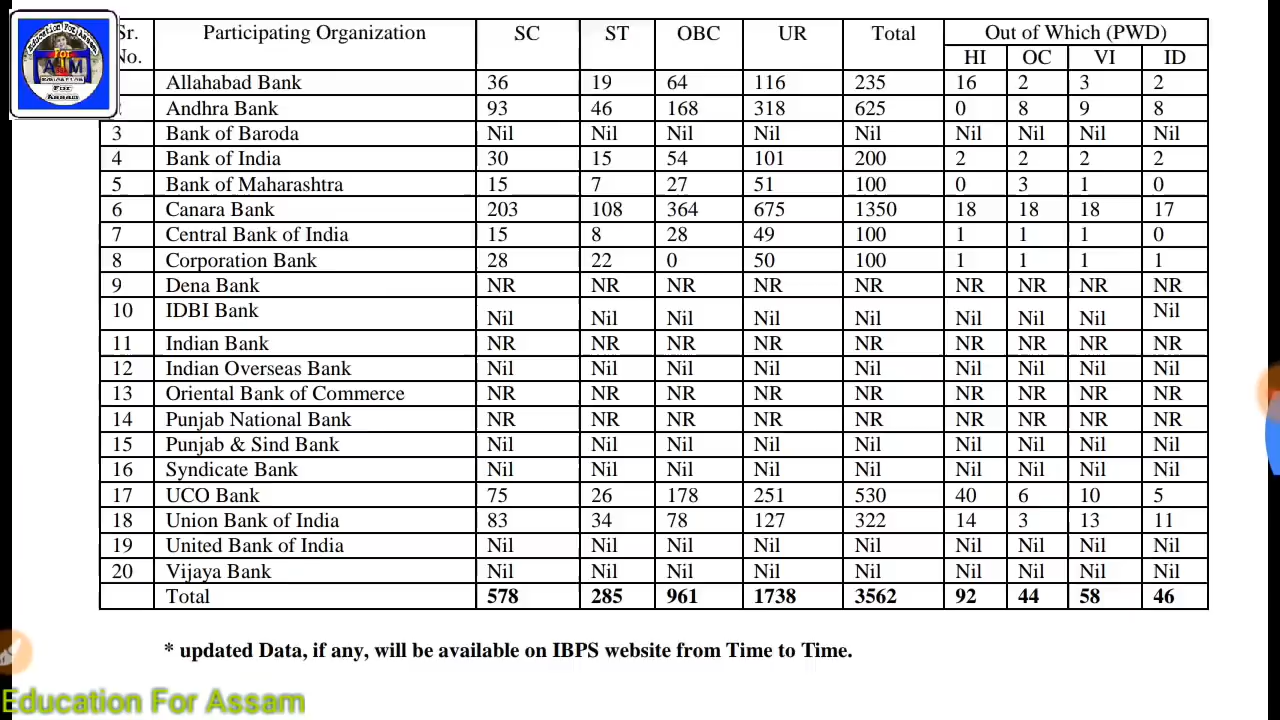 Sr. Participating Organization SC ST OBC UR Total Out of Which (PWD)
No. HI OC VI ID
Allahabad Bank 36 19 64 116 235 16 2 3 2
Andhra Bank 93 46 168 318 625 0 8 9 8
3 Bank of Baroda Nil Nil Nil Nil Nil Nil Nil Nil Nil
4 Bank of India 30 15 54 101 200 2 2 2 2
5 Bank of Maharashtra 15 7 27 51 100 0 3 1 0
6 Canara Bank 203 108 364 675 1350 18 18 18 17
7 Central Bank of India 15 8 28 49 100 1 1 1 0
8 Corporation Bank 28 22 0 50 100 1 1 1 1
9 Dena Bank NR NR NR NR NR NR NR NR NR
10 IDBI Bank Nil Nil Nil Nil Nil Nil Nil Nil Nil
11 Indian Bank NR NR NR NR NR NR NR NR NR
12 Indian Overseas Bank Nil Nil Nil Nil Nil Nil Nil Nil Nil
13 Oriental Bank of Commerce NR NR NR NR NR NR NR NR NR
14 Punjab National Bank NR NR NR NR NR NR NR NR NR
15 Punjab & Sind Bank Nil Nil Nil Nil Nil Nil Nil Nil Nil
16 Syndicate Bank Nil Nil Nil Nil Nil Nil Nil Nil Nil
17 UCO Bank 75 26 178 251 530 40 6 10 5
18 Union Bank of India 83 34 78 127 322 14 3 13 11
19 United Bank of India Nil Nil Nil Nil Nil Nil Nil Nil Nil
20 Vijaya Bank Nil Nil Nil Nil Nil Nil Nil Nil Nil
Total 578 285 961 1738 3562 92 44 58 46
* updated Data, if any, will be available on IBPS website from Time to Time.
Education For Assam